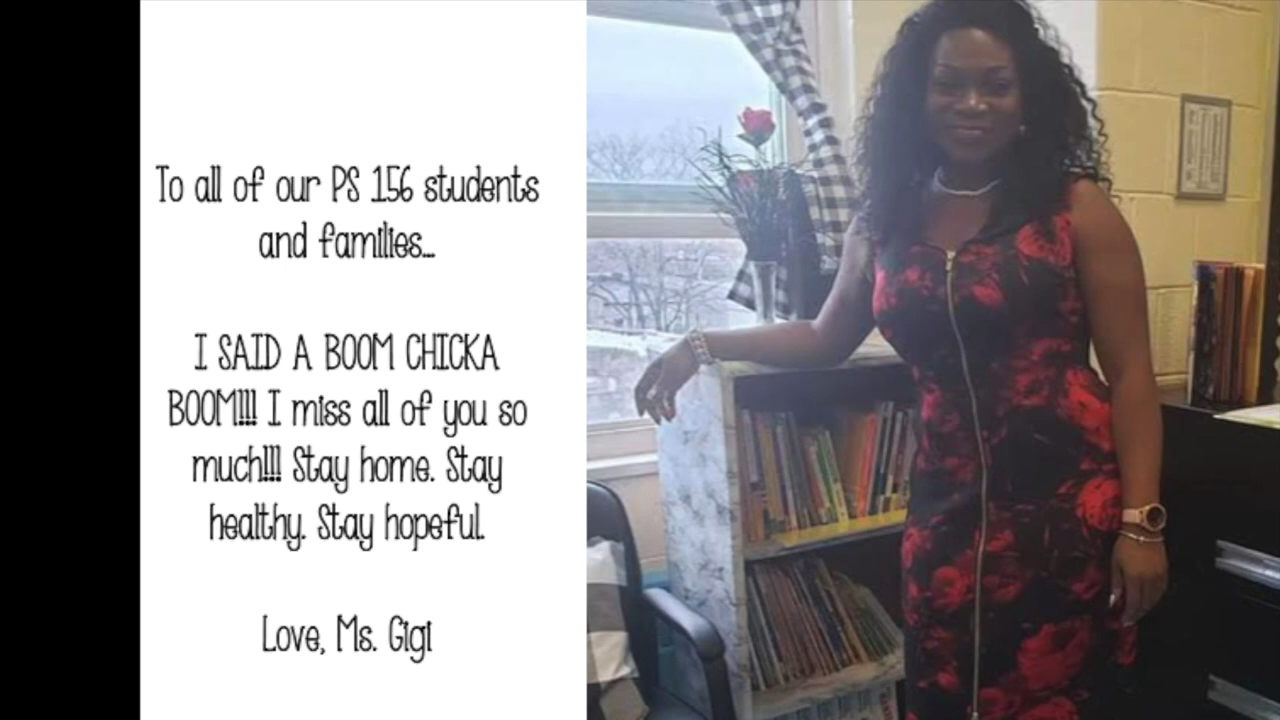 To all of our PS 156 students
and families...
I SAID A BOOM CHICKA
BOOM!!! I miss all of you so
much!!! Stay home. Stay
healthy. Stay hopeful.
Love, Ms. Gigi